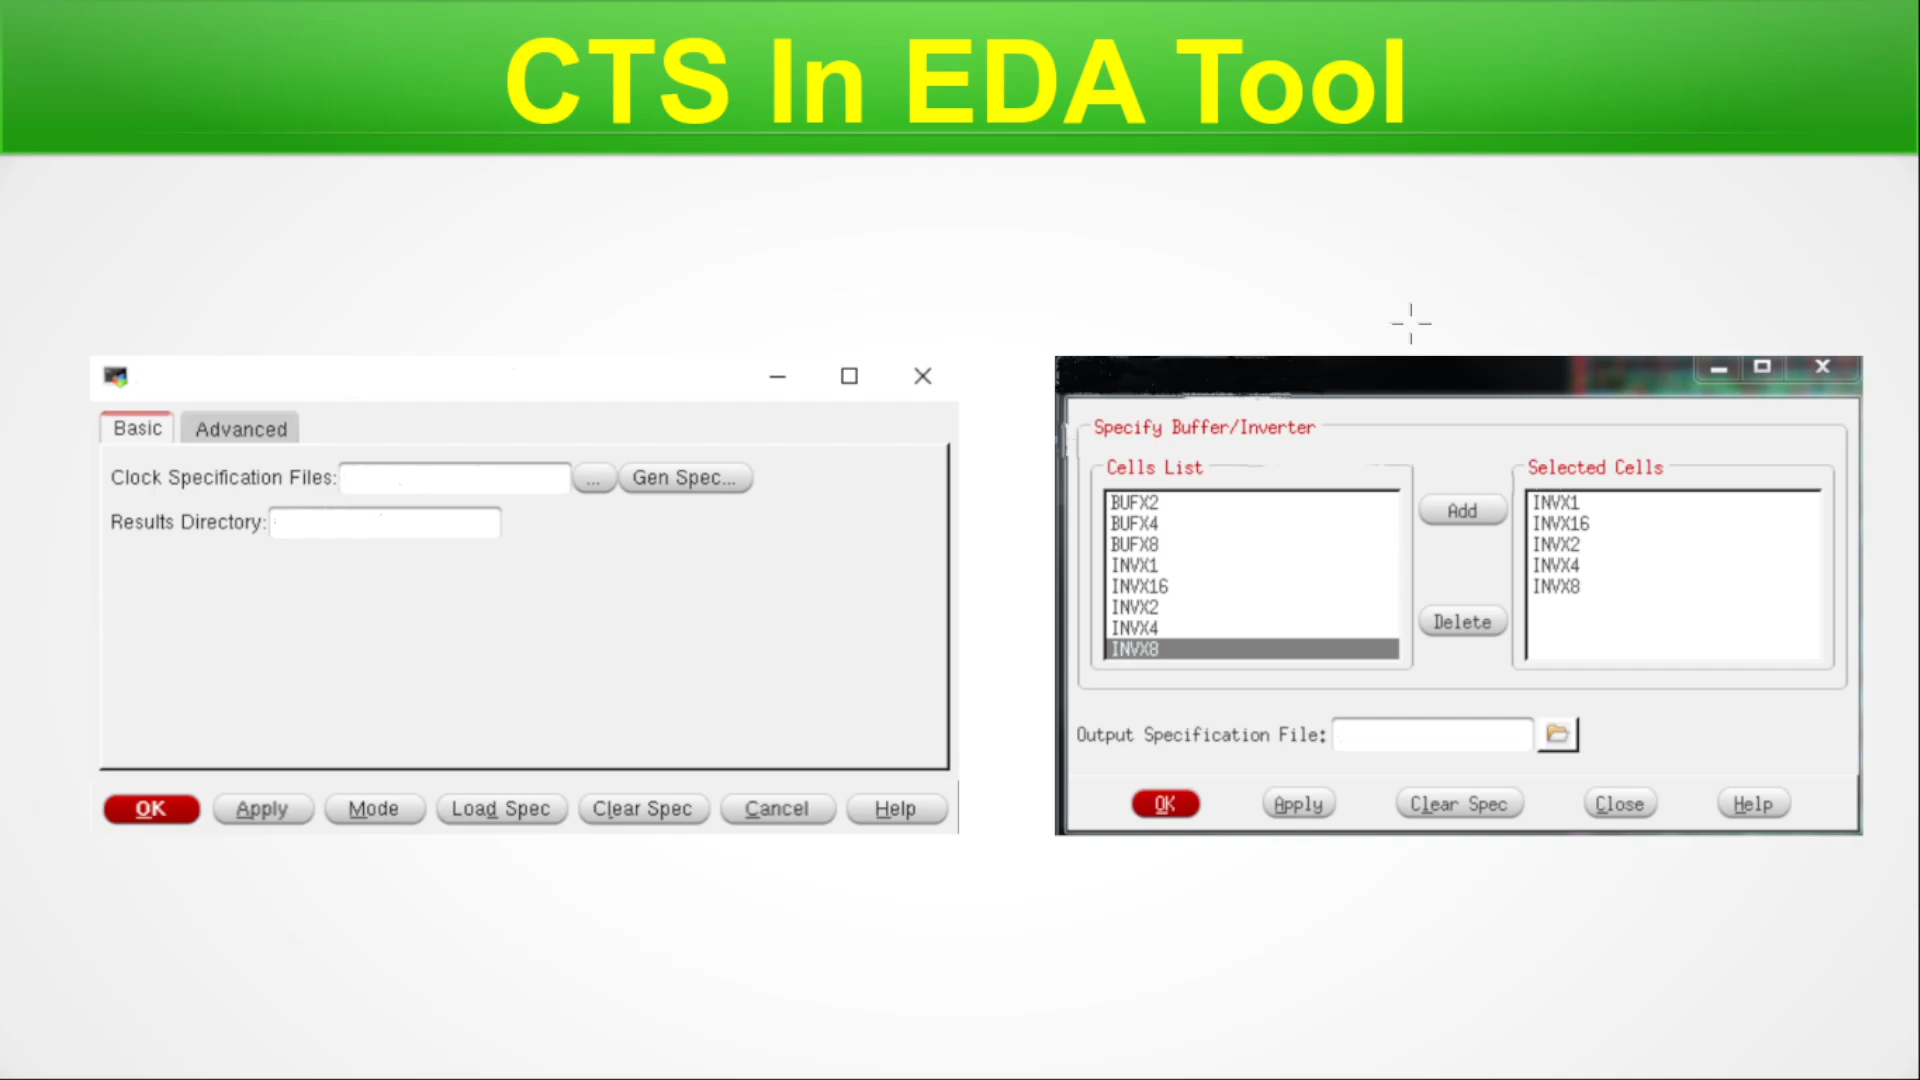 CTS In EDA Tool
Basic
Advanced
Clock Specification Files:
...
Gen Spec...
Results Directory:
OK
Apply
Mode
Load Spec
Clear Spec
Cancel
Help
Specify Buffer/Inverter
Cells List
BUFX2
BUFX4
BUFX8
INVX1
INVX16
INVX2
INVX4
INVX8
Add
Delete
Selected Cells
INVX1
INVX16
INVX2
INVX4
INVX8
Output Specification File:
OK
Apply
Clear Spec
Close
Help